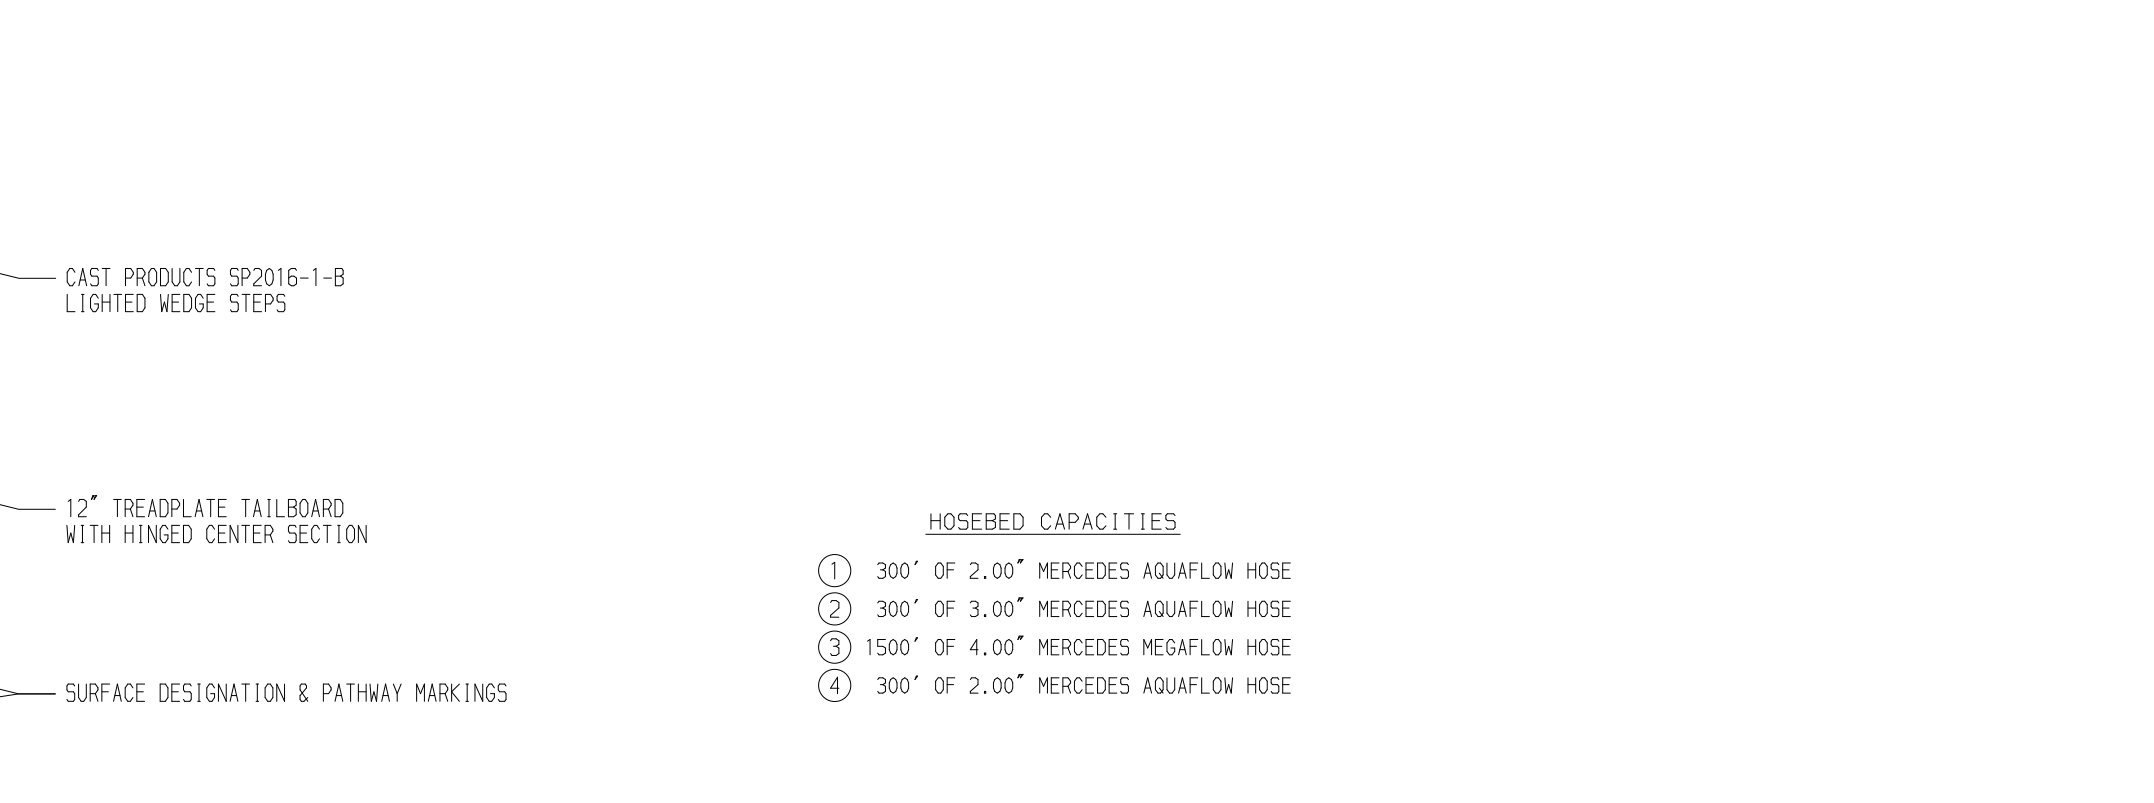 CAST PRODUCTS SP2016-1-B
LIGHTED WEDGE STEPS
12" TREADPLATE TAILBOARD
WITH HINGED CENTER SECTION
SURFACE DESIGNATION & PATHWAY MARKINGS
HOSEBED CAPACITIES
1 300' OF 2.00" MERCEDES AQUAFLOW HOSE
2 300' OF 3.00" MERCEDES AQUAFLOW HOSE
3 1500' OF 4.00" MERCEDES MEGAFLOW HOSE
4 300' OF 2.00" MERCEDES AQUAFLOW HOSE